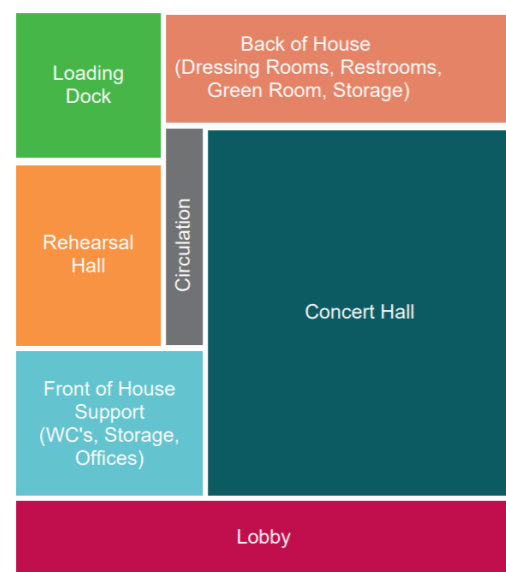 Loading
Dock
Back of House
(Dressing Rooms, Restrooms,
Green Room, Storage)
Rehearsal
Hall
Circulation
Concert Hall
Front of House
Support
(WC's, Storage,
Offices)
Lobby